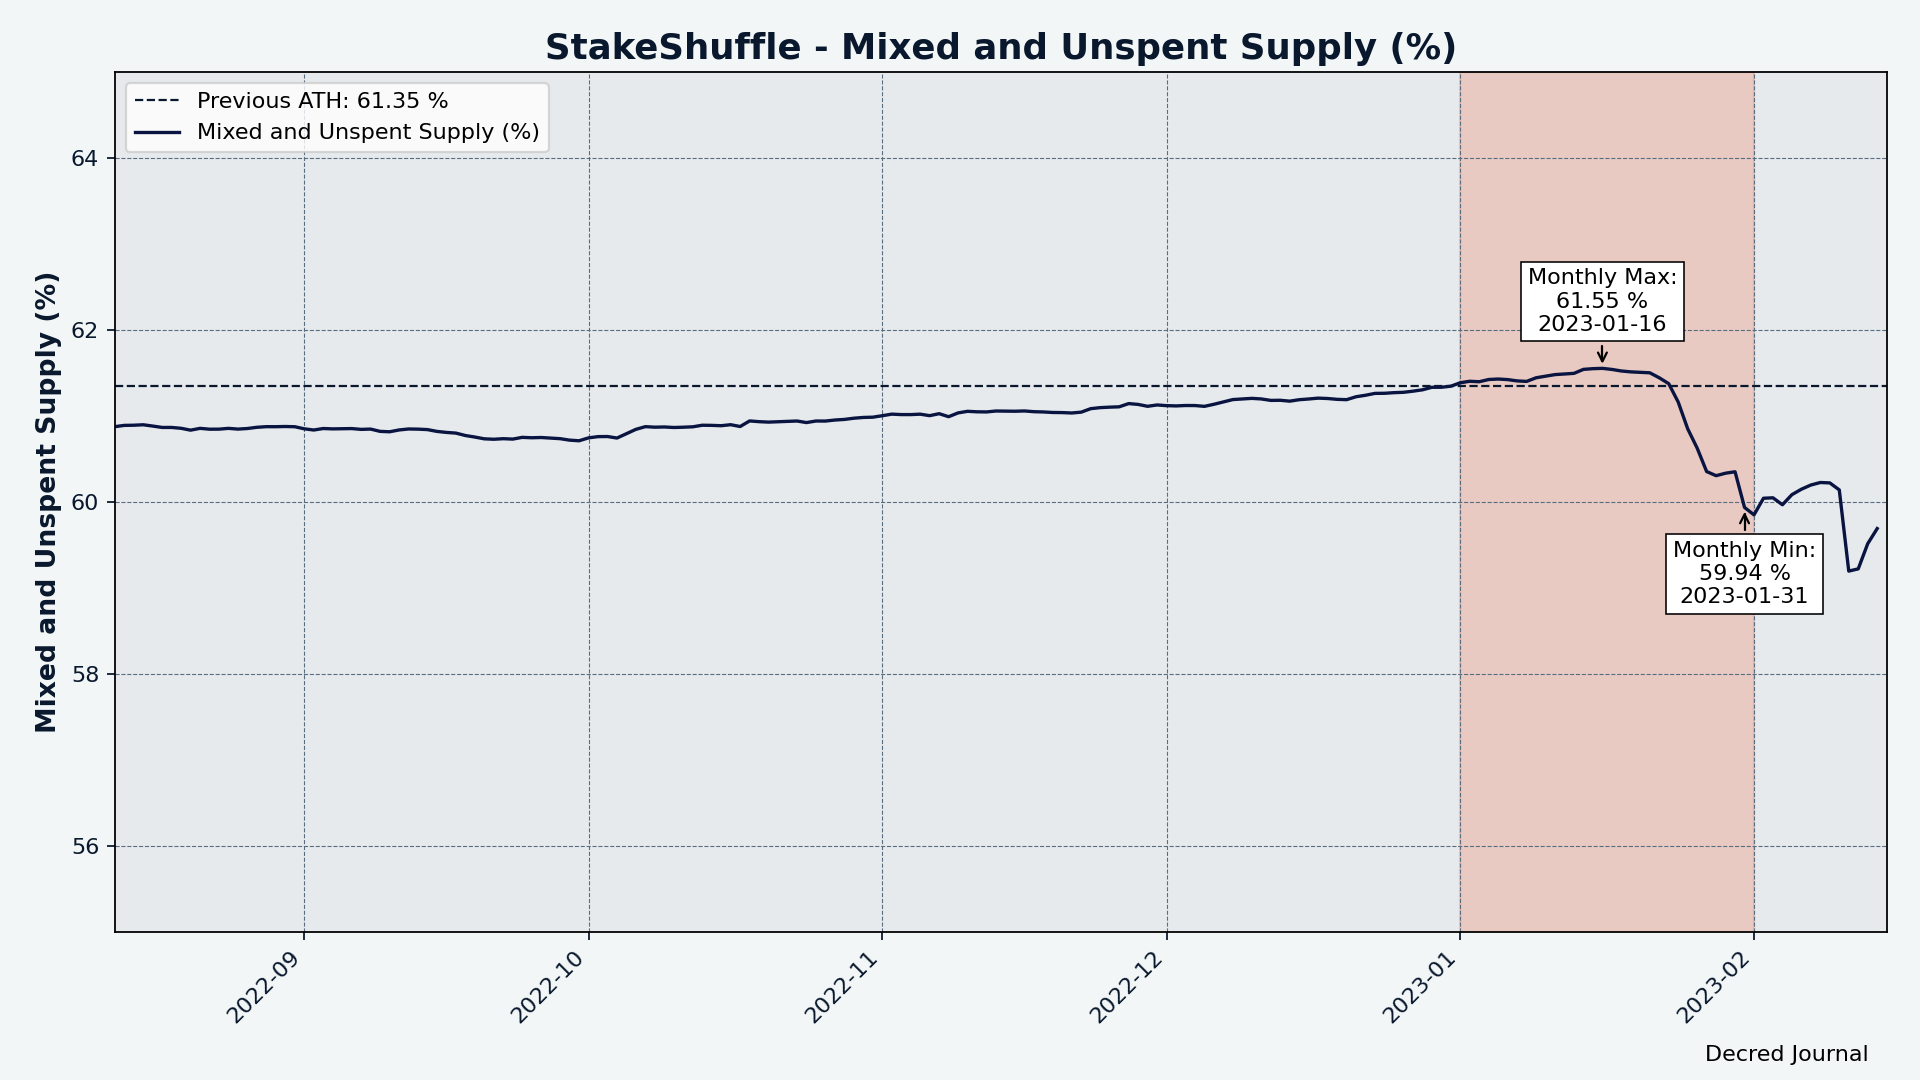 StakeShuffle - Mixed and Unspent Supply (%)
Previous ATH: 61.35 %
Mixed and Unspent Supply (%)
Mixed and Unspent Supply (%)
64
62
60
58
56
Monthly Max:
61.55 %
2023-01-16
Monthly Min:
59.94 %
2023-01-31
2022-09
2022-10
2022-11
2022-12
2023-01
2023-02
Decred Journal